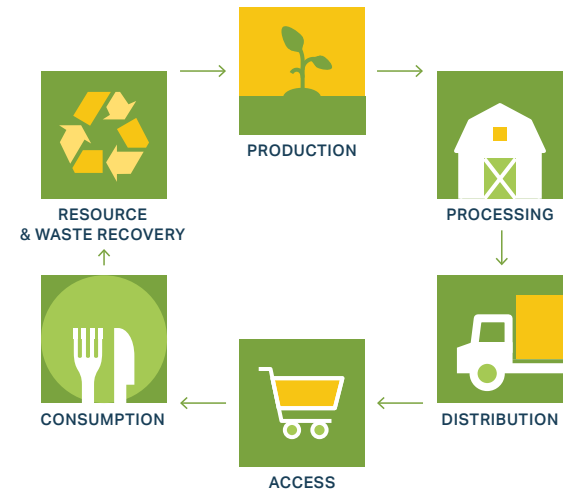 PRODUCTION
PROCESSING
DISTRIBUTION
ACCESS
CONSUMPTION
RESOURCE
& WASTE RECOVERY